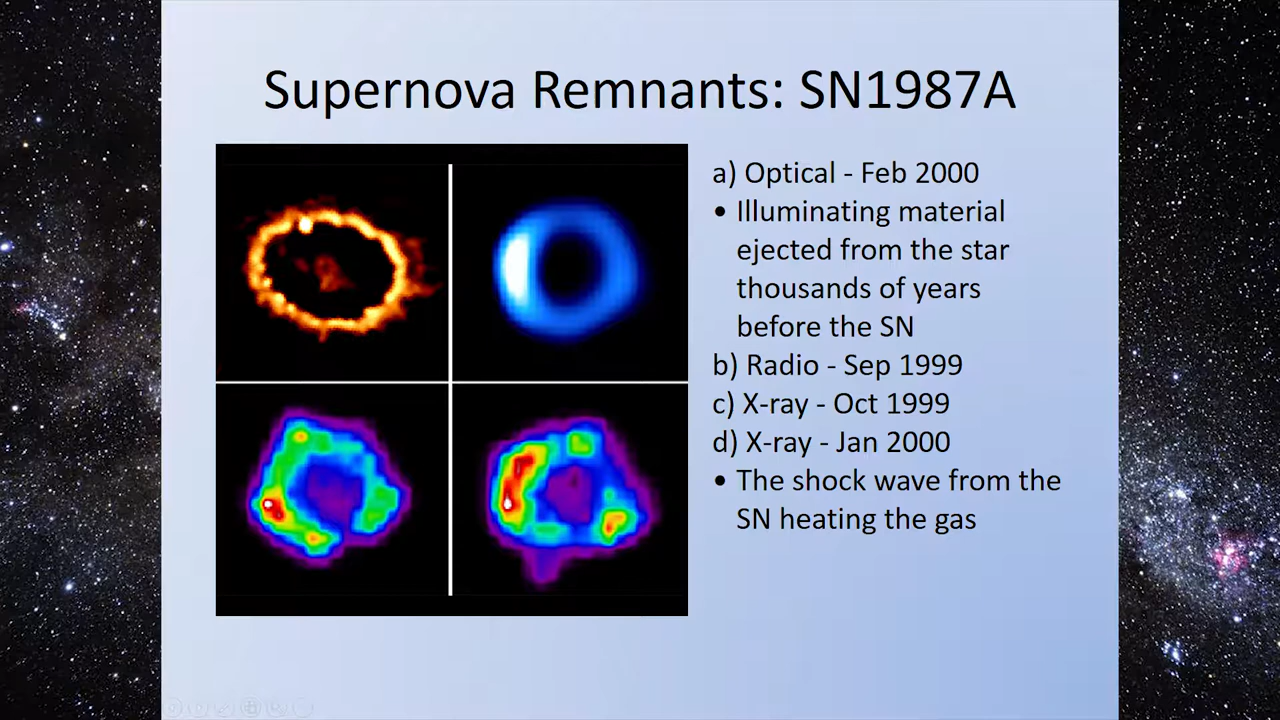 Supernova Remnants: SN1987A
a) Optical - Feb 2000
• Illuminating material
ejected from the star
thousands of years
before the SN
b) Radio - Sep 1999
c) X-ray - Oct 1999
d) X-ray - Jan 2000
• The shock wave from the
SN heating the gas